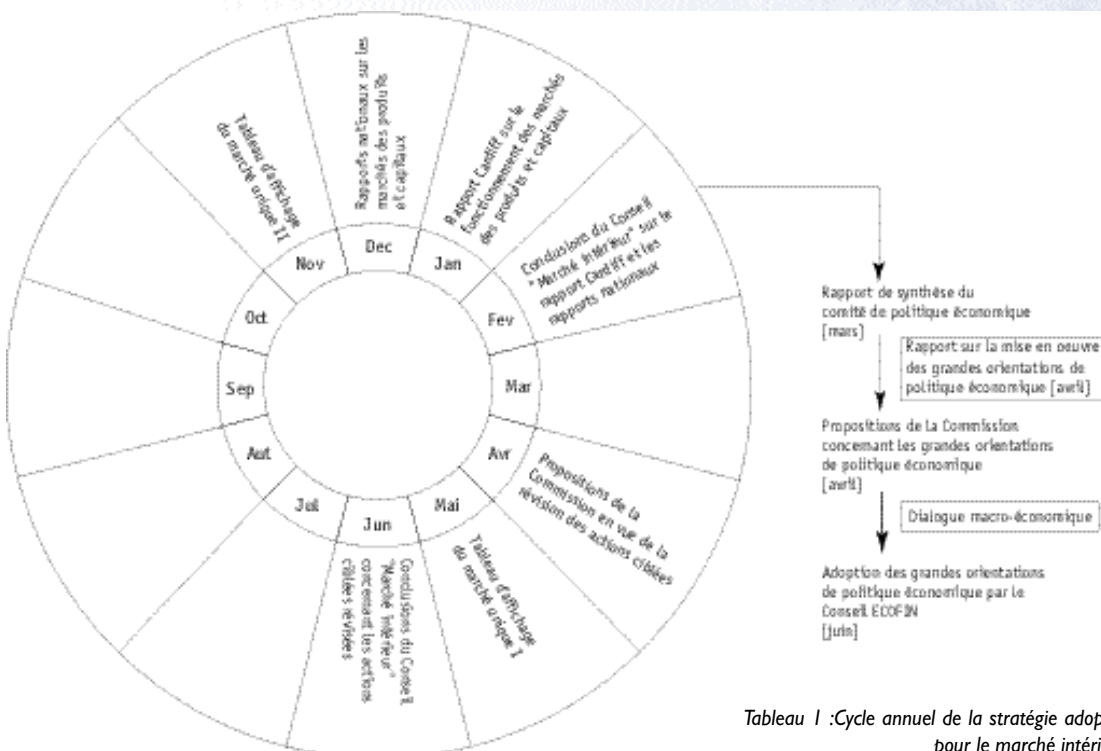 Rapports nationaux sur les
marchés des produits
et capitaux
Rapport Cardiff sur le
fonctionnement des marchés
des produits et capitaux
Conclusions du Conseil
"Marché Intérieur" sur le
rapport Cardiff et les
rapports nationaux
Propositions de la
Commission en vue de la
révision des actions ciblées
Tableau d'affichage
du marché unique I
Conclusions du Conseil
"Marché Intérieur"
concernant les actions
ciblées révisées
Tableau d'affichage
du marché unique II
Dec
Jan
Fev
Mar
Avr
Mai
Jun
Jul
Aut
Sep
Oct
Nov
Rapport de synthèse du
comité de politique économique
[mars]
Rapport sur la mise en oeuvre
des grandes orientations de
politique économique [avril]
Propositions de la Commission
concernant les grandes orientations
de politique économique
[avril]
Dialogue macro-économique
Adoption des grandes orientations
de politique économique par le
Conseil ECOFIN
[juin]
Tableau 1 :Cycle annuel de la stratégie adop
pour le marché intéri